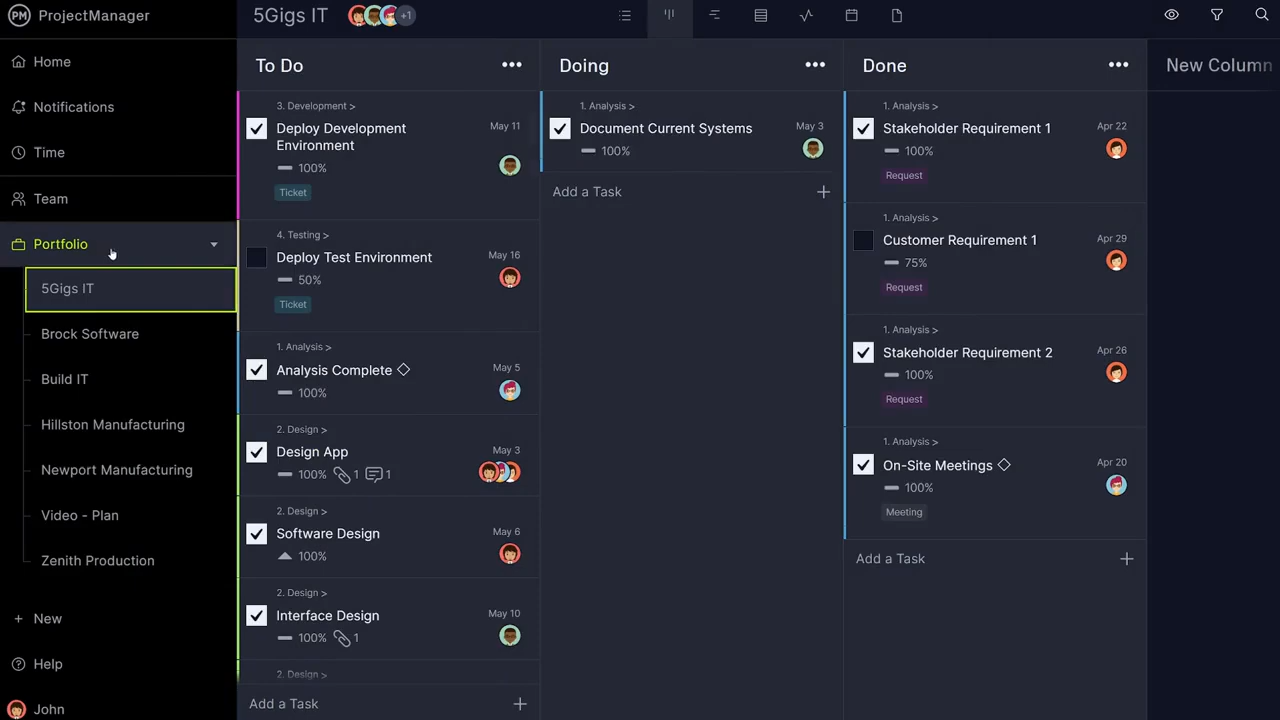 PM ProjectManager
Home
Notifications
Time
Team
Portfolio
5Gigs IT
Brock Software
Build IT
Hillston Manufacturing
Newport Manufacturing
Video - Plan
Zenith Production
+ New
Help
John
5Gigs IT +1
To Do •••
3. Development >
Deploy Development May 11
Environment
100%
Ticket
4. Testing >
Deploy Test Environment May 16
50%
Ticket
1. Analysis >
Analysis Complete May 5
100%
2. Design >
Design App May 3
100% 1 1
2. Design >
Software Design May 6
100%
2. Design >
Interface Design May 10
100% 1
2. Design >
Add a Task +
Doing •••
1. Analysis >
Document Current Systems May 3
100%
Add a Task +
Done •••
1. Analysis >
Stakeholder Requirement 1 Apr 22
100%
Request
1. Analysis >
Customer Requirement 1 Apr 29
75%
Request
1. Analysis >
Stakeholder Requirement 2 Apr 26
100%
Request
1. Analysis >
On-Site Meetings Apr 20
100%
Meeting
Add a Task +
New Column